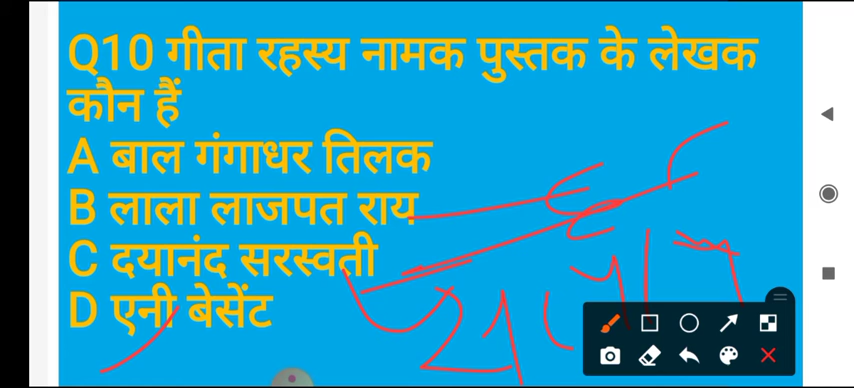 Q10 गीता रहस्य नामक पुस्तक के लेखक
कौन हैं
A बाल गंगाधर तिलक
B लाला लाजपत राय
C दयानंद सरस्वती
D एनी बेसेंट